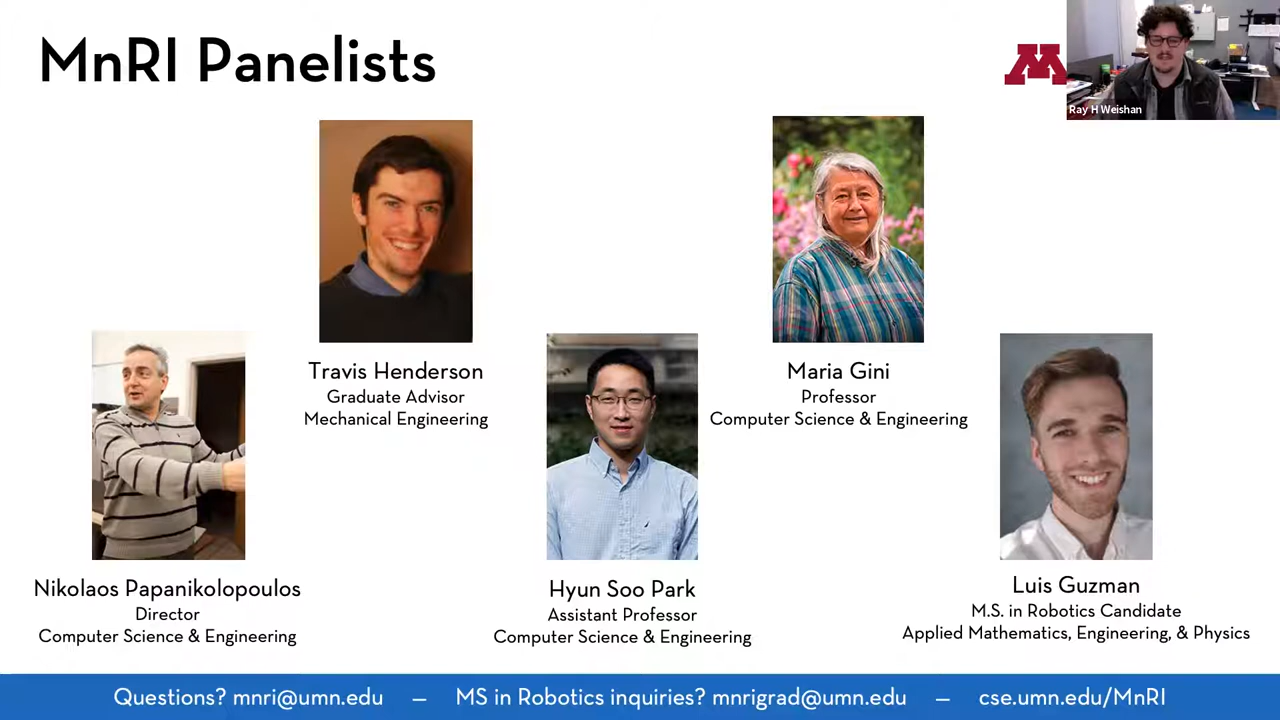 MnRI Panelists
M
Ray H Weishan
Travis Henderson
Graduate Advisor
Mechanical Engineering
Maria Gini
Professor
Computer Science & Engineering
Nikolaos Papanikolopoulos
Director
Computer Science & Engineering
Hyun Soo Park
Assistant Professor
Computer Science & Engineering
Luis Guzman
M.S. in Robotics Candidate
Applied Mathematics, Engineering, & Physics
Questions? mnri@umn.edu — MS in Robotics inquiries? mnrigrad@umn.edu — cse.umn.edu/MnRI